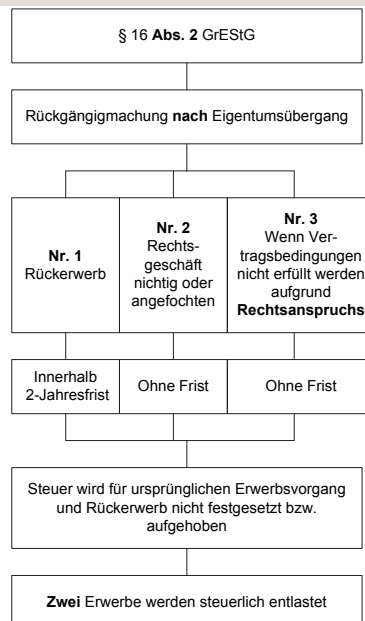 § 16 Abs. 2 GrEStG
Rückgängigmachung nach Eigentumsübergang
Nr. 1
Rückerwerb
Nr. 2
Rechts-
geschäft
nichtig oder
angefochten
Nr. 3
Wenn Ver-
tragsbedingungen
nicht erfüllt werden
aufgrund
Rechtsanspruchs
Innerhalb
2-Jahresfrist
Ohne Frist
Ohne Frist
Steuer wird für ursprünglichen Erwerbsvorgang
und Rückerwerb nicht festgesetzt bzw.
aufgehoben
Zwei Erwerbe werden steuerlich entlastet